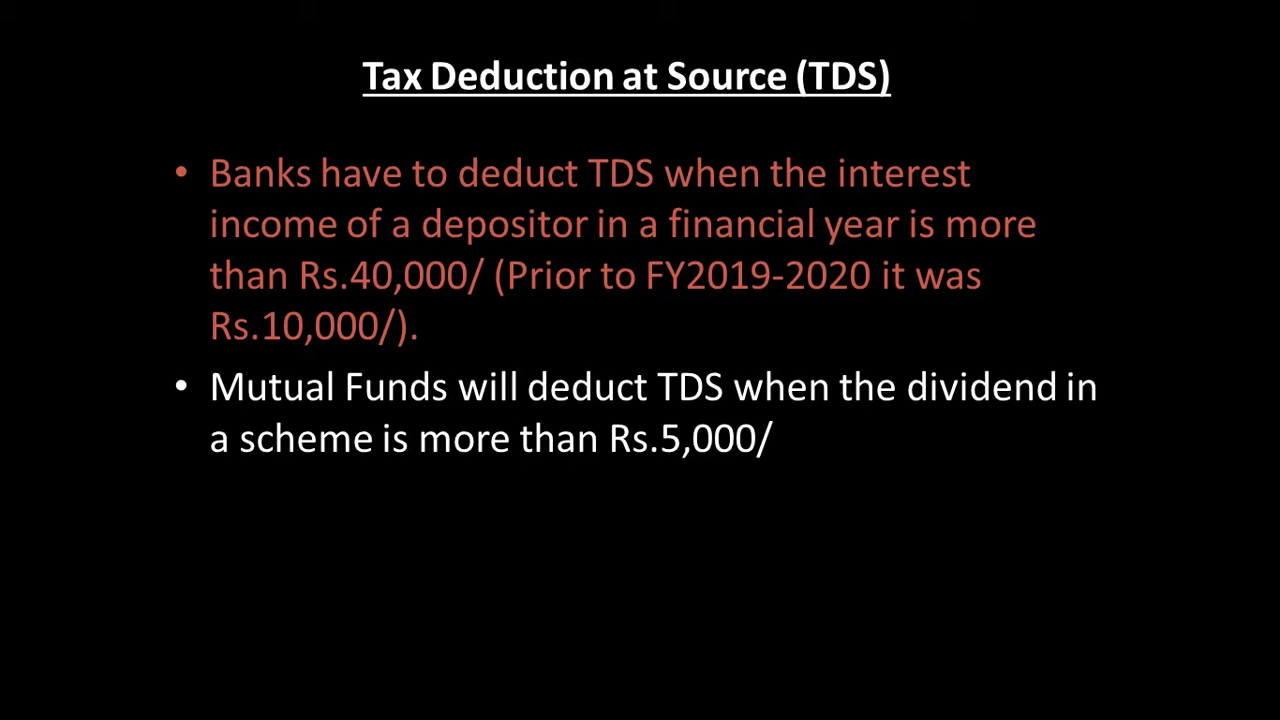 Tax Deduction at Source (TDS)
• Banks have to deduct TDS when the interest
income of a depositor in a financial year is more
than Rs.40,000/ (Prior to FY2019-2020 it was
Rs.10,000/).
• Mutual Funds will deduct TDS when the dividend in
a scheme is more than Rs.5,000/